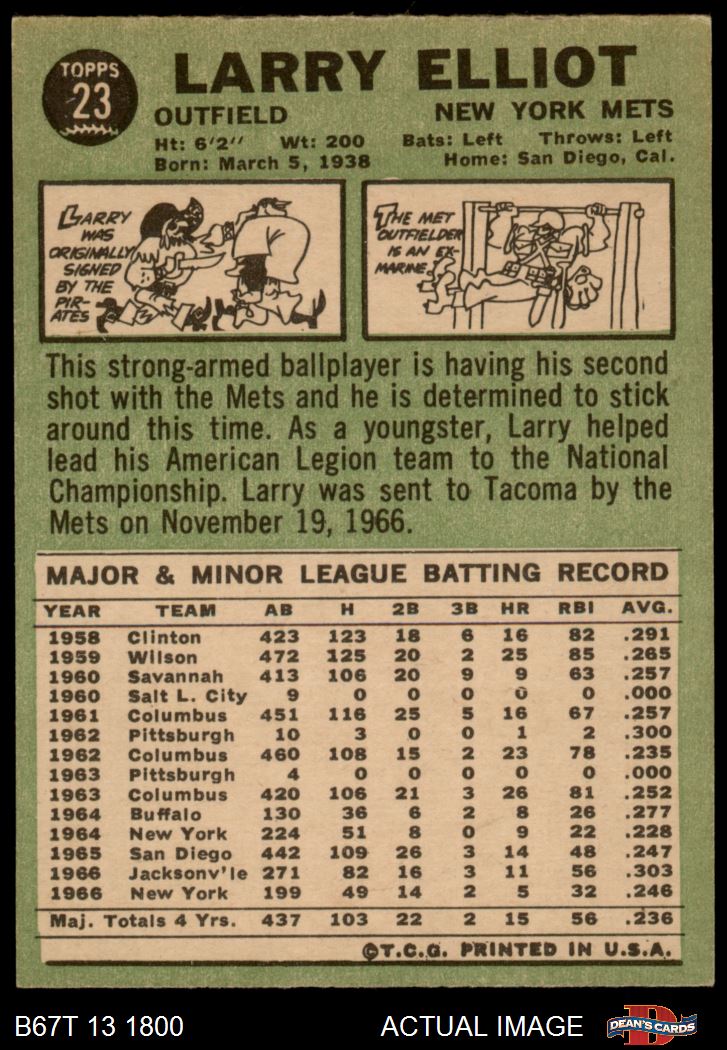 TOPPS
23
LARRY ELLIOT
OUTFIELD NEW YORK METS
Ht: 6'2" Wt: 200 Bats: Left Throws: Left
Born: March 5, 1938 Home: San Diego, Cal.
LARRY
WAS
ORIGINALLY
SIGNED
BY THE
PIR-
ATES
THE MET
OUTFIELDER
IS AN EX-
MARINE.
This strong-armed ballplayer is having his second
shot with the Mets and he is determined to stick
around this time. As a youngster, Larry helped
lead his American Legion team to the National
Championship. Larry was sent to Tacoma by the
Mets on November 19, 1966.
MAJOR & MINOR LEAGUE BATTING RECORD
YEAR TEAM AB H 2B 3B HR RBI AVG.
1958 Clinton 423 123 18 6 16 82 .291
1959 Wilson 472 125 20 2 25 85 .265
1960 Savannah 413 106 20 9 9 63 .257
1960 Salt L. City 9 0 0 0 0 0 .000
1961 Columbus 451 116 25 5 16 67 .257
1962 Pittsburgh 10 3 0 0 1 2 .300
1962 Columbus 460 108 15 2 23 78 .235
1963 Pittsburgh 4 0 0 0 0 0 .000
1963 Columbus 420 106 21 3 26 81 .252
1964 Buffalo 130 36 6 2 8 26 .277
1964 New York 224 51 8 0 9 22 .228
1965 San Diego 442 109 26 3 14 48 .247
1966 Jacksonv'le 271 82 16 3 11 56 .303
1966 New York 199 49 14 2 5 32 .246
Maj. Totals 4 Yrs. 437 103 22 2 15 56 .236
©T.C.G. PRINTED IN U.S.A.
B67T 13 1800 ACTUAL IMAGE
D
DEAN'S CARDS